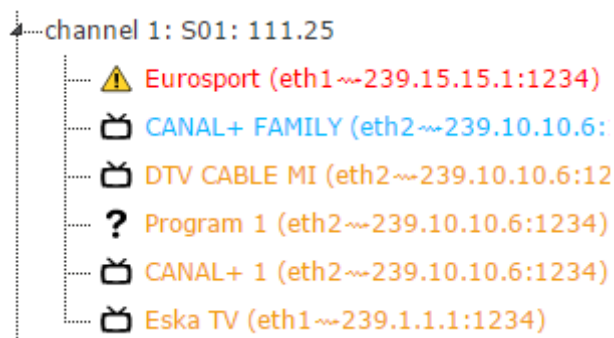 channel 1: S01: 111.25
Eurosport (eth1⇝239.15.15.1:1234)
CANAL+ FAMILY (eth2⇝239.10.10.6:
DTV CABLE MI (eth2⇝239.10.10.6:12
? Program 1 (eth2⇝239.10.10.6:1234)
CANAL+ 1 (eth2⇝239.10.10.6:1234)
Eska TV (eth1⇝239.1.1.1:1234)